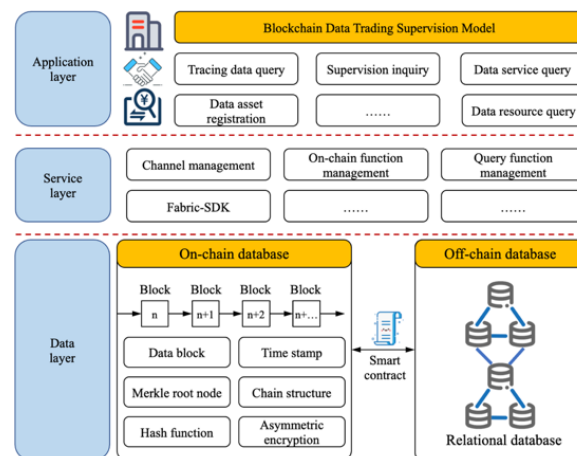 Blockchain Data Trading Supervision Model
Application
layer
Tracing data query
Supervision inquiry
Data service query
Data asset
registration
......
Data resource query
Service
layer
Channel management
On-chain function
management
Query function
management
Fabric-SDK
......
......
Data
layer
On-chain database
Block
Block
Block
Block
n
n+1
n+2
n+...
Data block
Time stamp
Merkle root node
Chain structure
Hash function
Asymmetric
encryption
Smart
contract
Off-chain database
Relational database